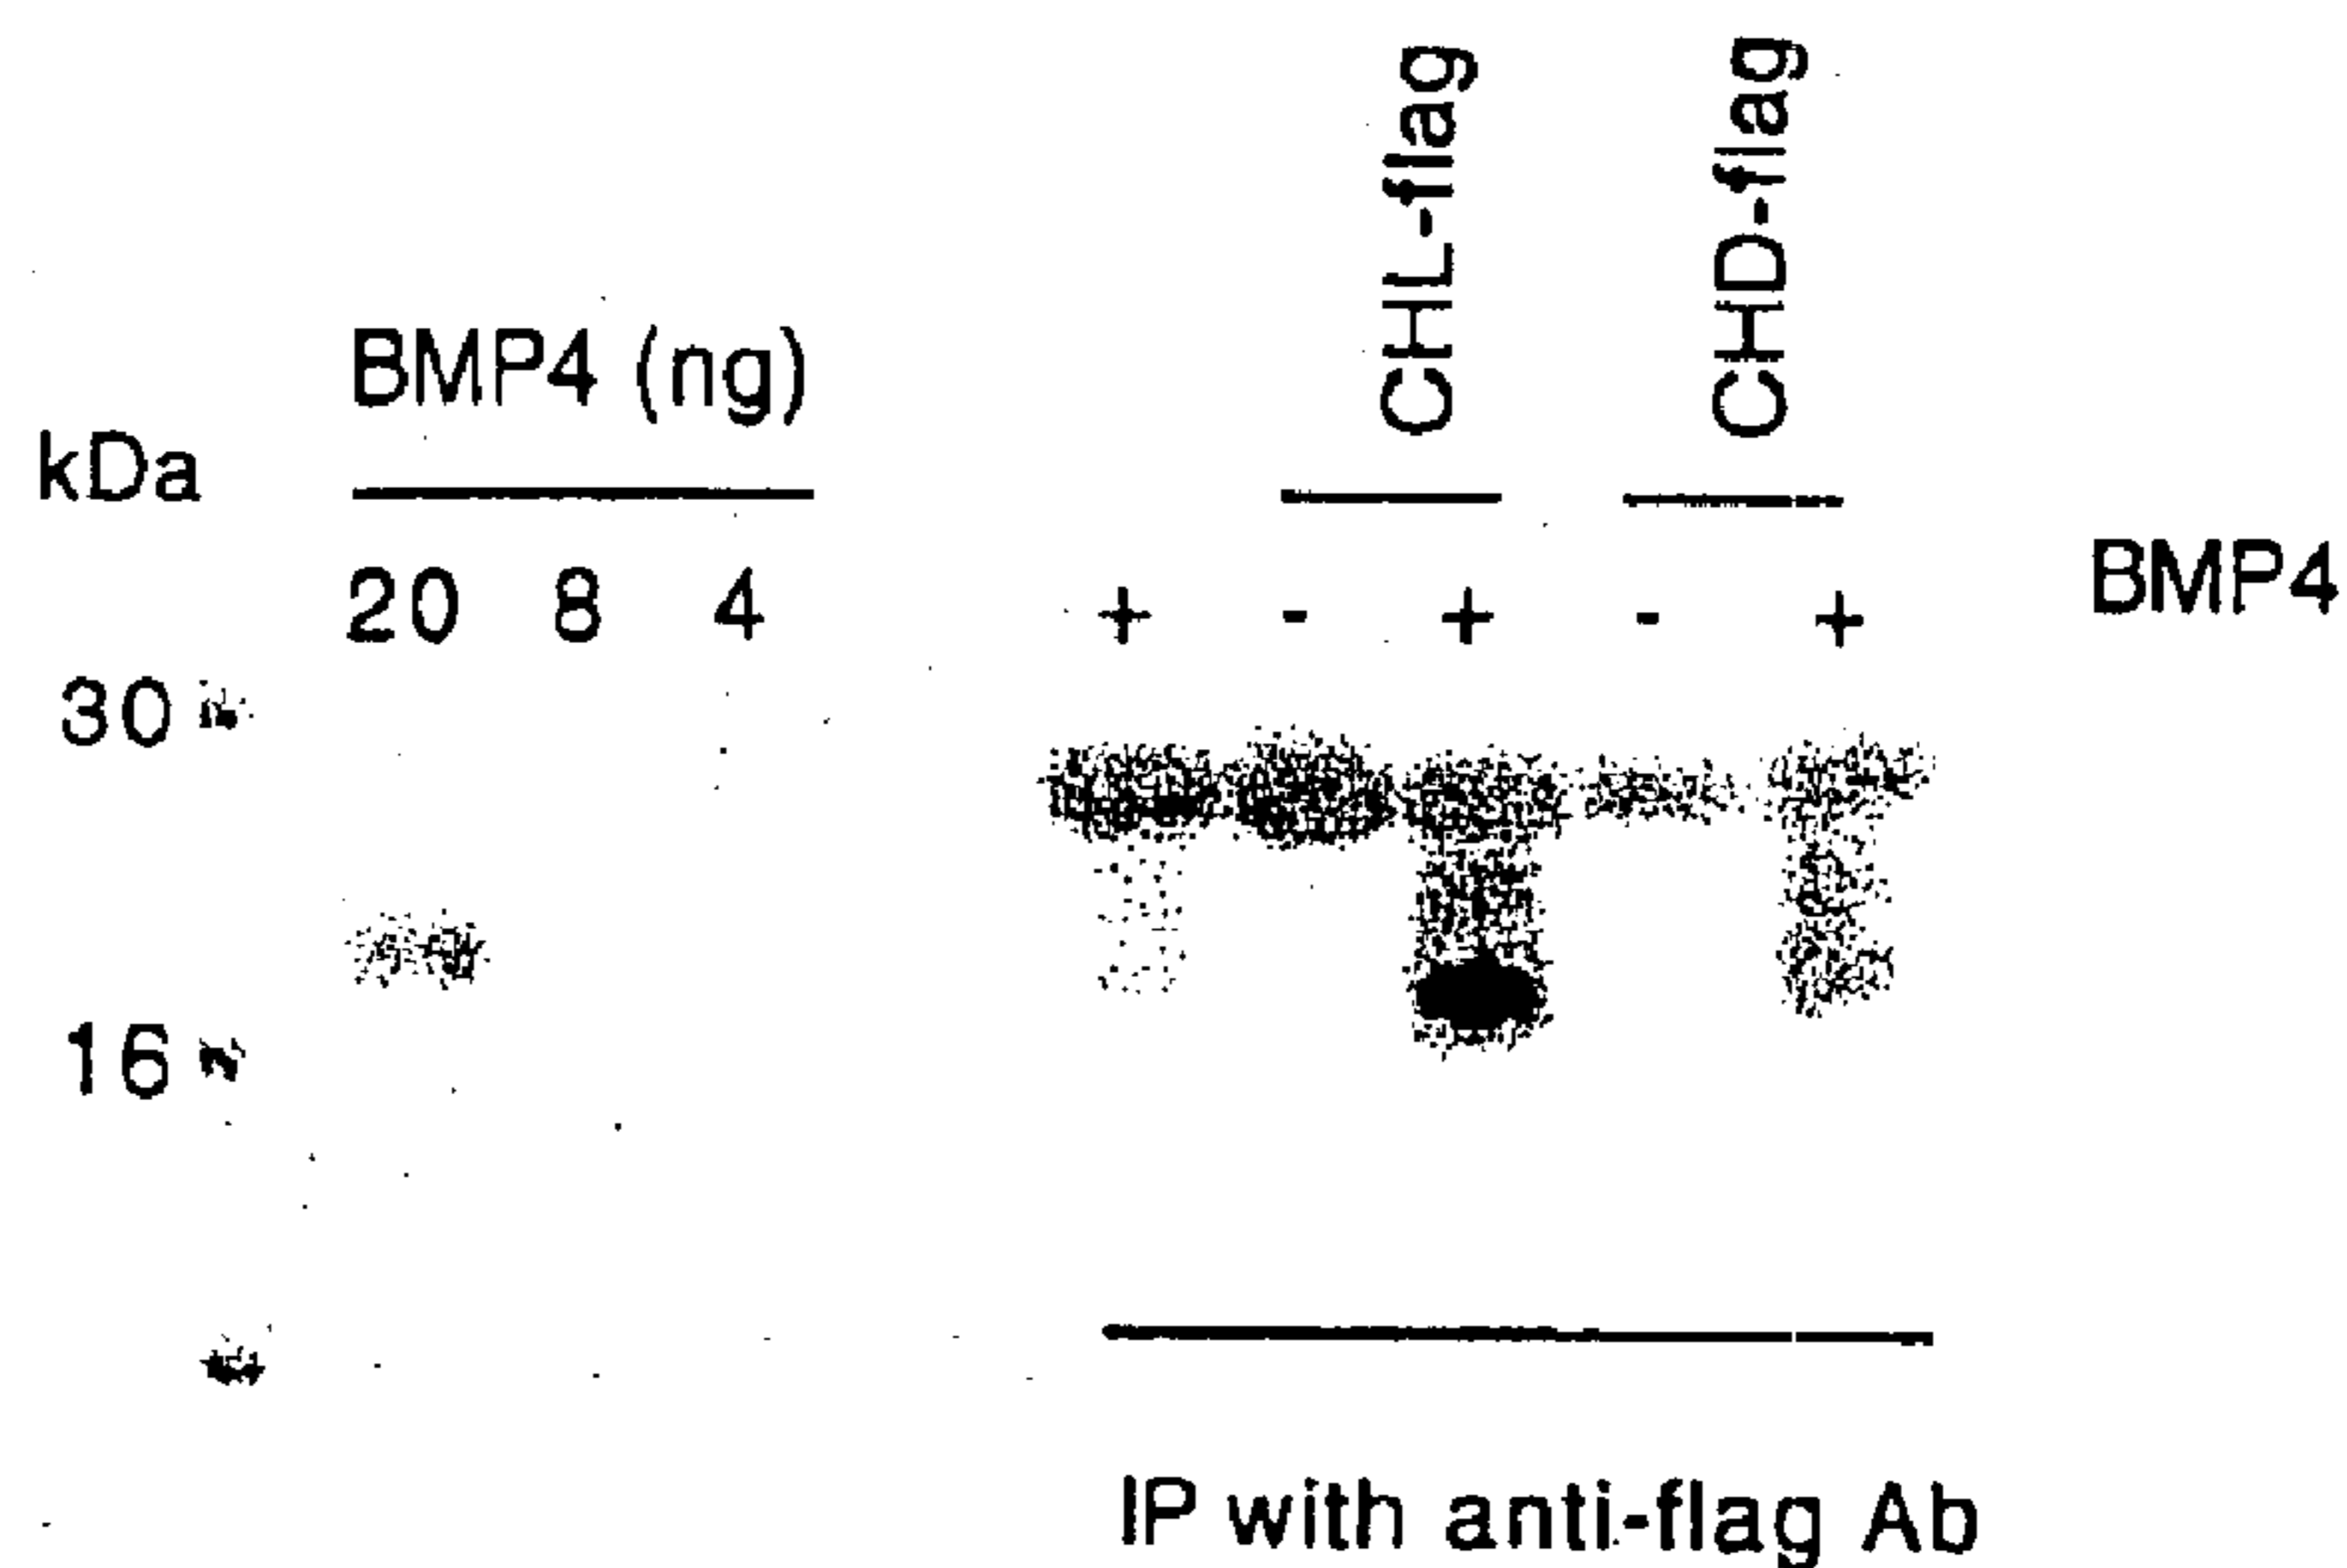 CHL-flag
CHD-flag
BMP4 (ng)
kDa
20 8 4
+ - + - + BMP4
30
16
IP with anti-flag Ab